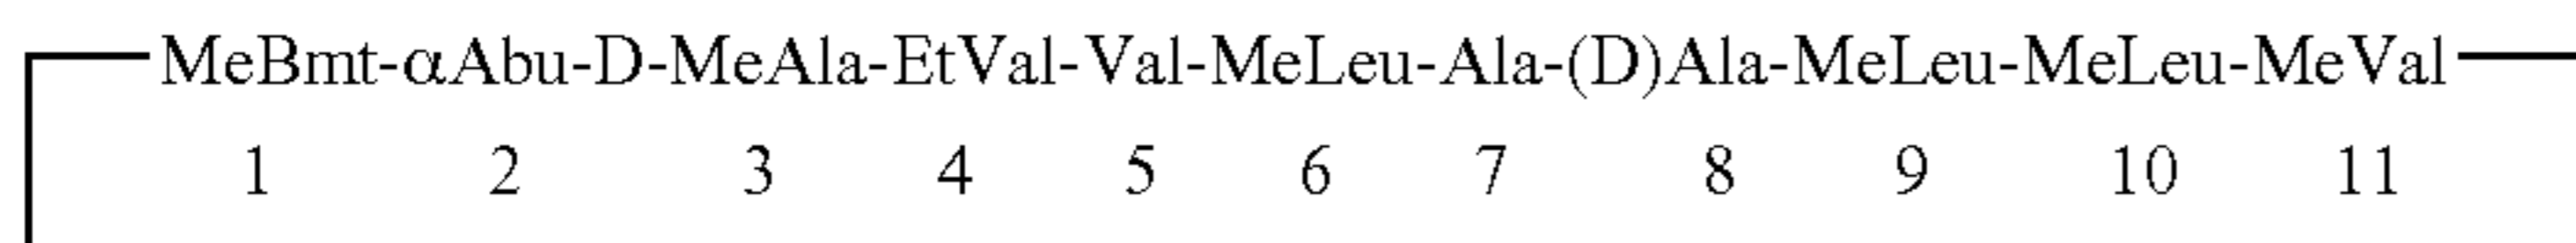 MeBmt-αAbu-D-MeAla-EtVal-Val-MeLeu-Ala-(D)Ala-MeLeu-MeLeu-MeVal
1 2 3 4 5 6 7 8 9 10 11